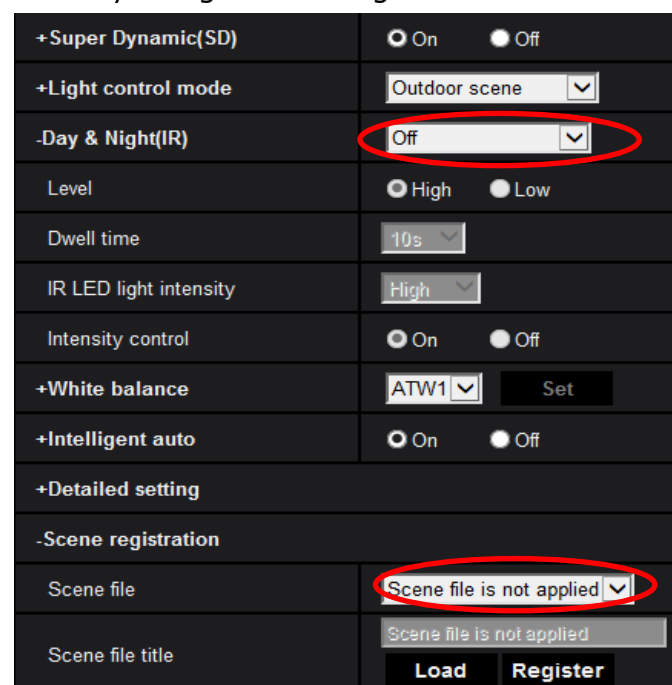 +Super Dynamic(SD) On Off
+Light control mode Outdoor scene
-Day & Night(IR) Off
Level High Low
Dwell time 10s
IR LED light intensity High
Intensity control On Off
+White balance ATW1 Set
+Intelligent auto On Off
+Detailed setting
-Scene registration
Scene file Scene file is not applied
Scene file title Scene file is not applied
Load Register